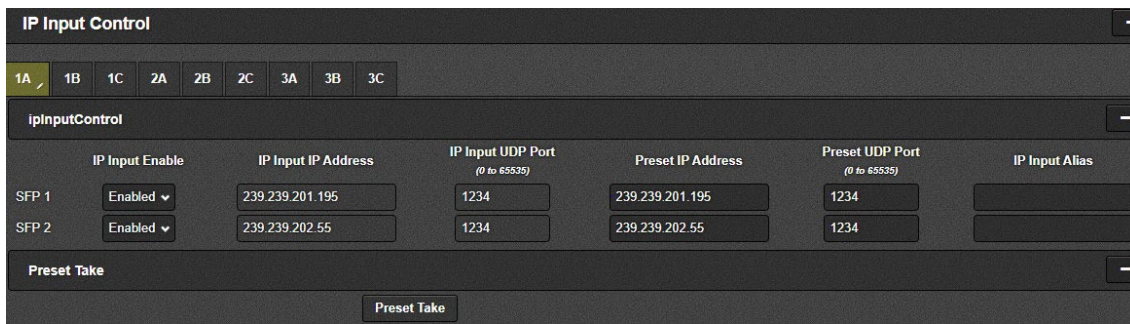 IP Input Control
1A 1B 1C 2A 2B 2C 3A 3B 3C
ipInputControl
IP Input Enable IP Input IP Address IP Input UDP Port (0 to 65535) Preset IP Address Preset UDP Port (0 to 65535) IP Input Alias
SFP 1 Enabled 239.239.201.195 1234 239.239.201.195 1234
SFP 2 Enabled 239.239.202.55 1234 239.239.202.55 1234
Preset Take
Preset Take